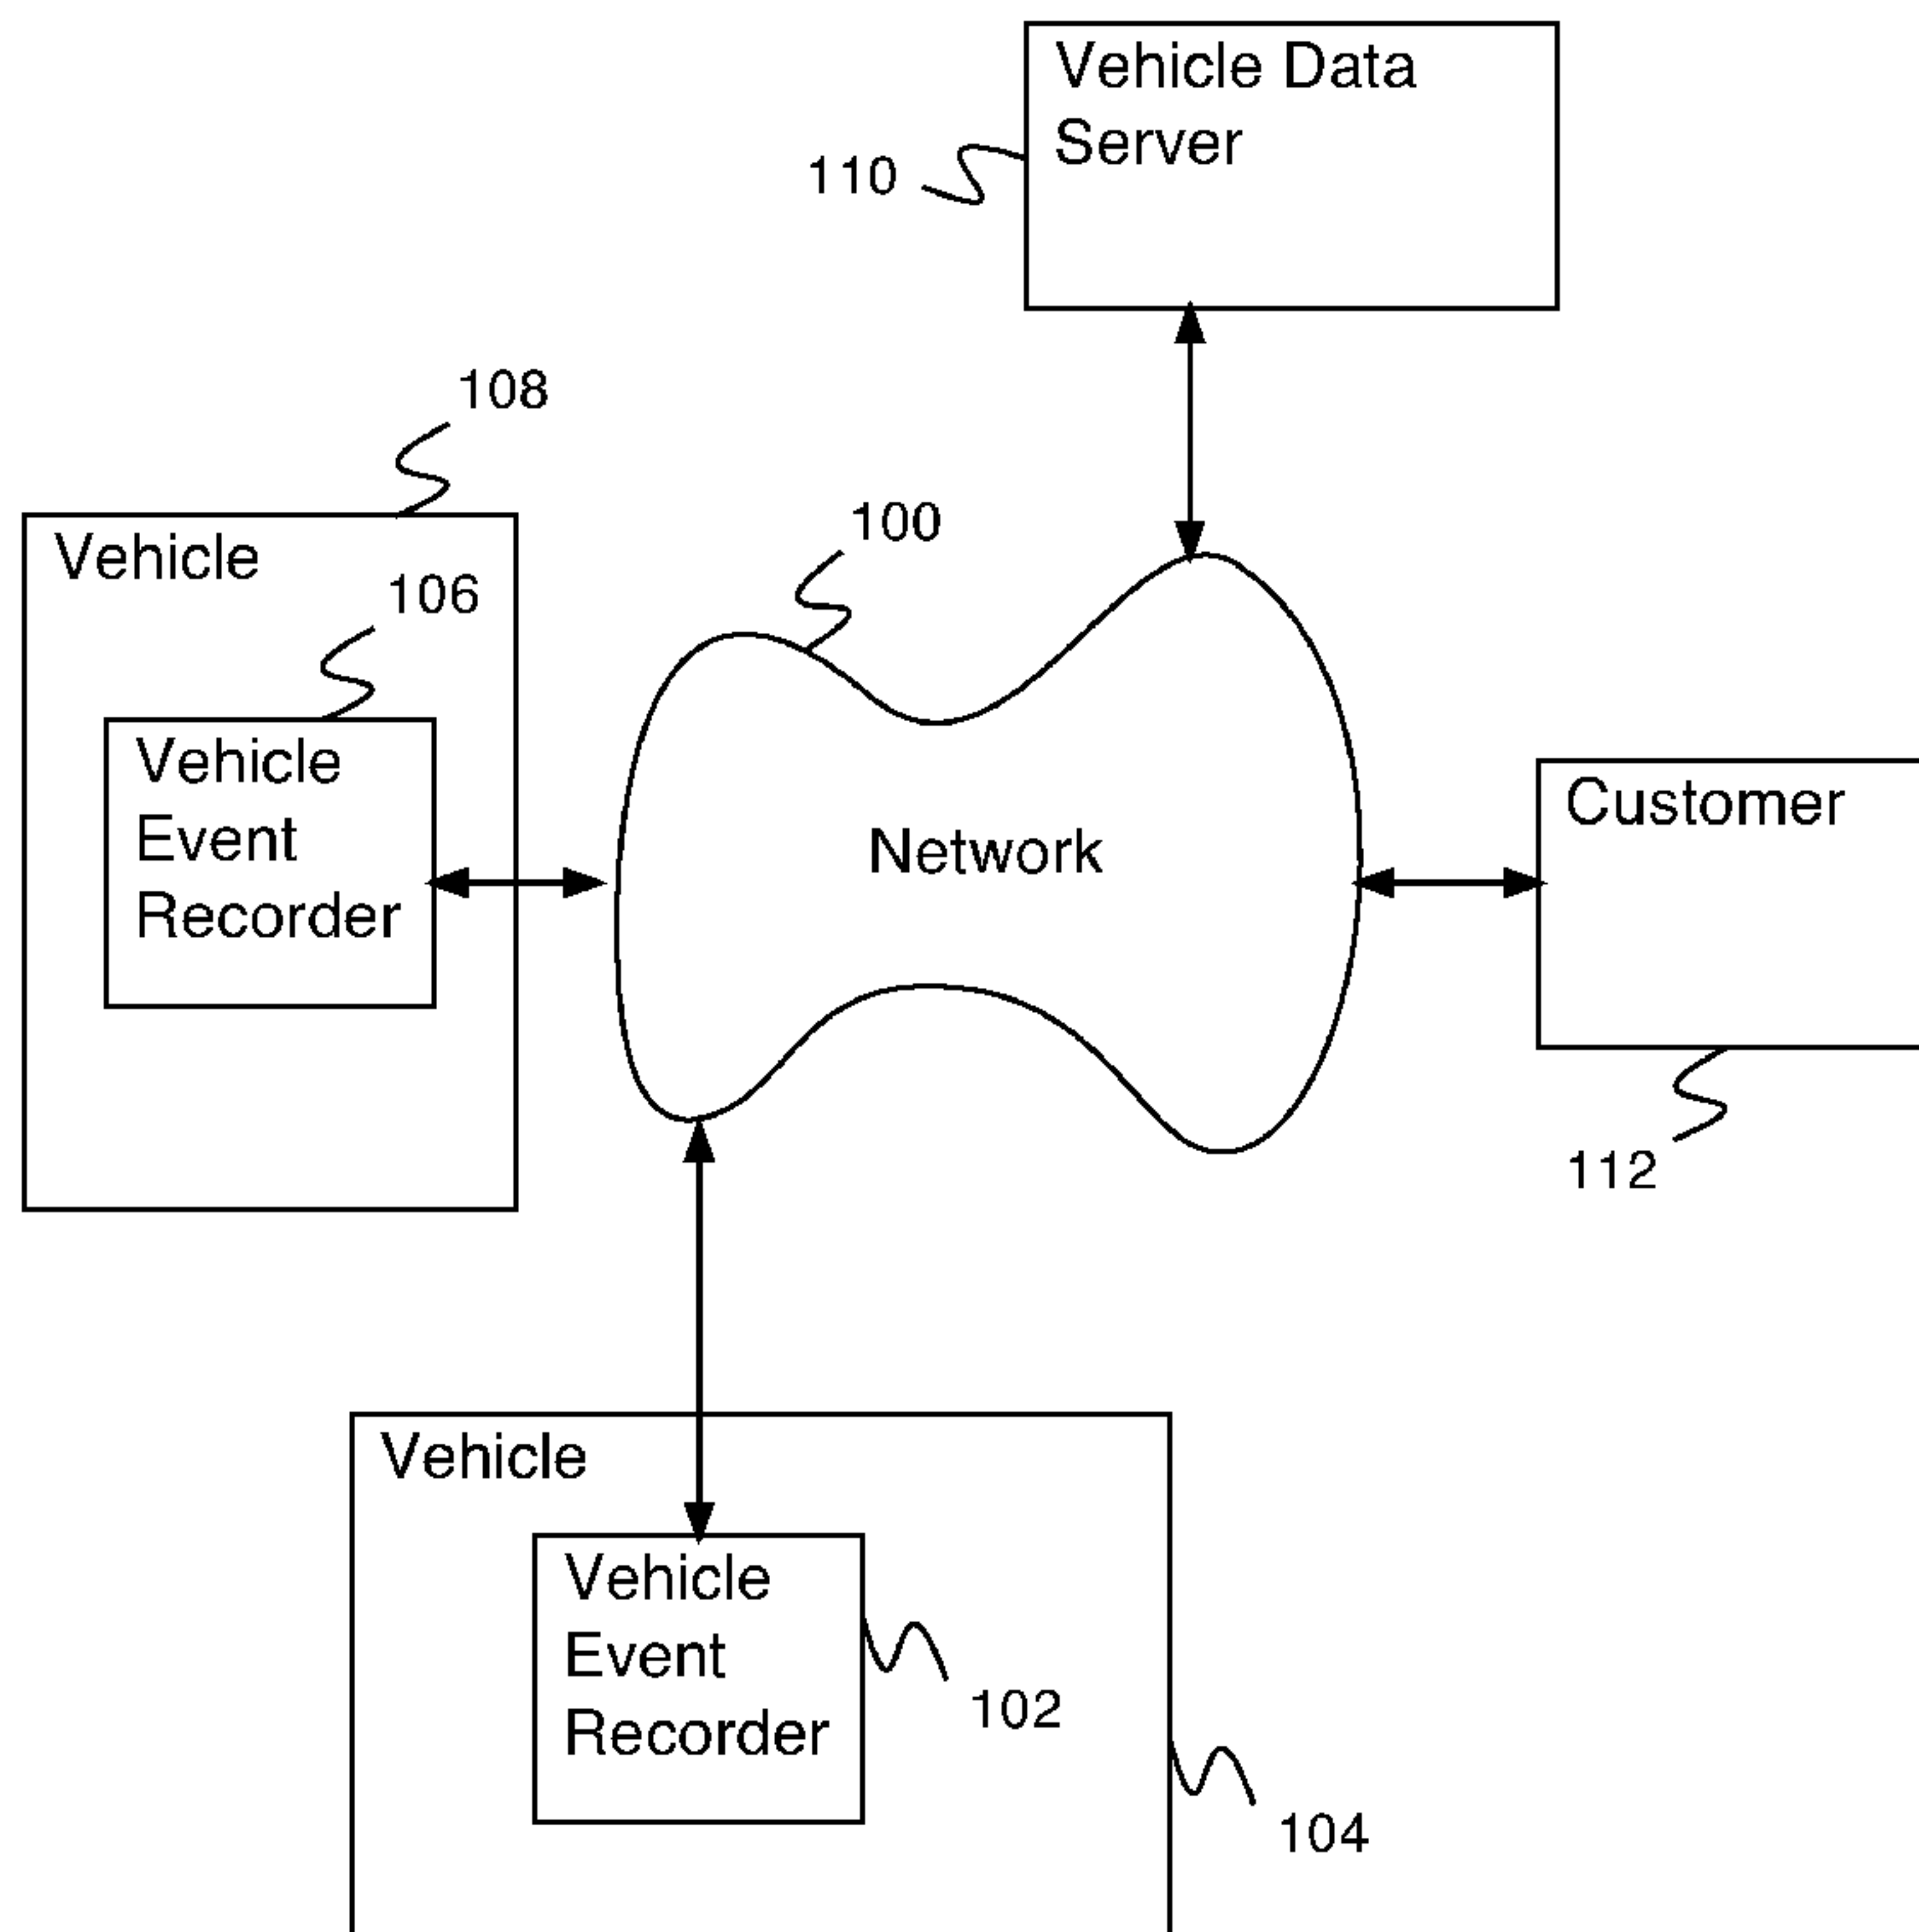 Vehicle Data
Server
110
108
100
Vehicle
106
Vehicle
Event
Recorder
Network
Customer
112
Vehicle
Vehicle
Event
Recorder
102
104